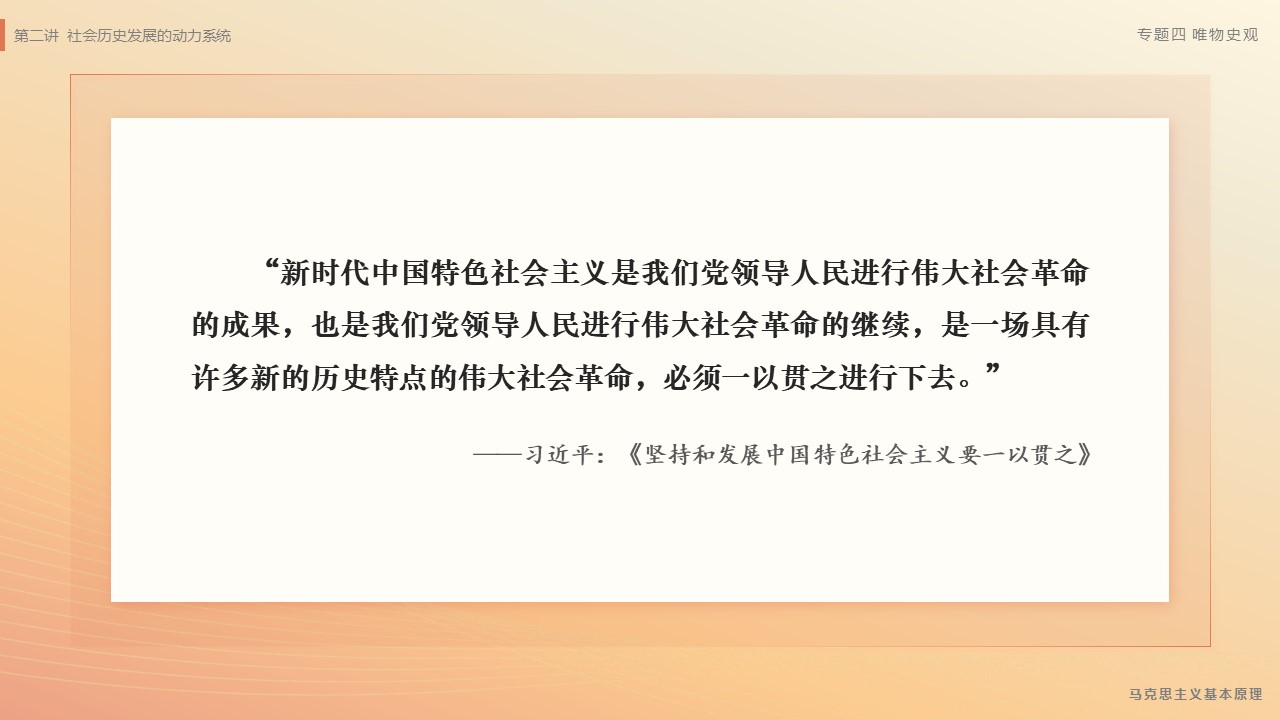 第二讲 社会历史发展的动力系统
专题四 唯物史观
“新时代中国特色社会主义是我们党领导人民进行伟大社会革命
的成果，也是我们党领导人民进行伟大社会革命的继续，是一场具有
许多新的历史特点的伟大社会革命，必须一以贯之进行下去。”
——习近平：《坚持和发展中国特色社会主义要一以贯之》
马克思主义基本原理